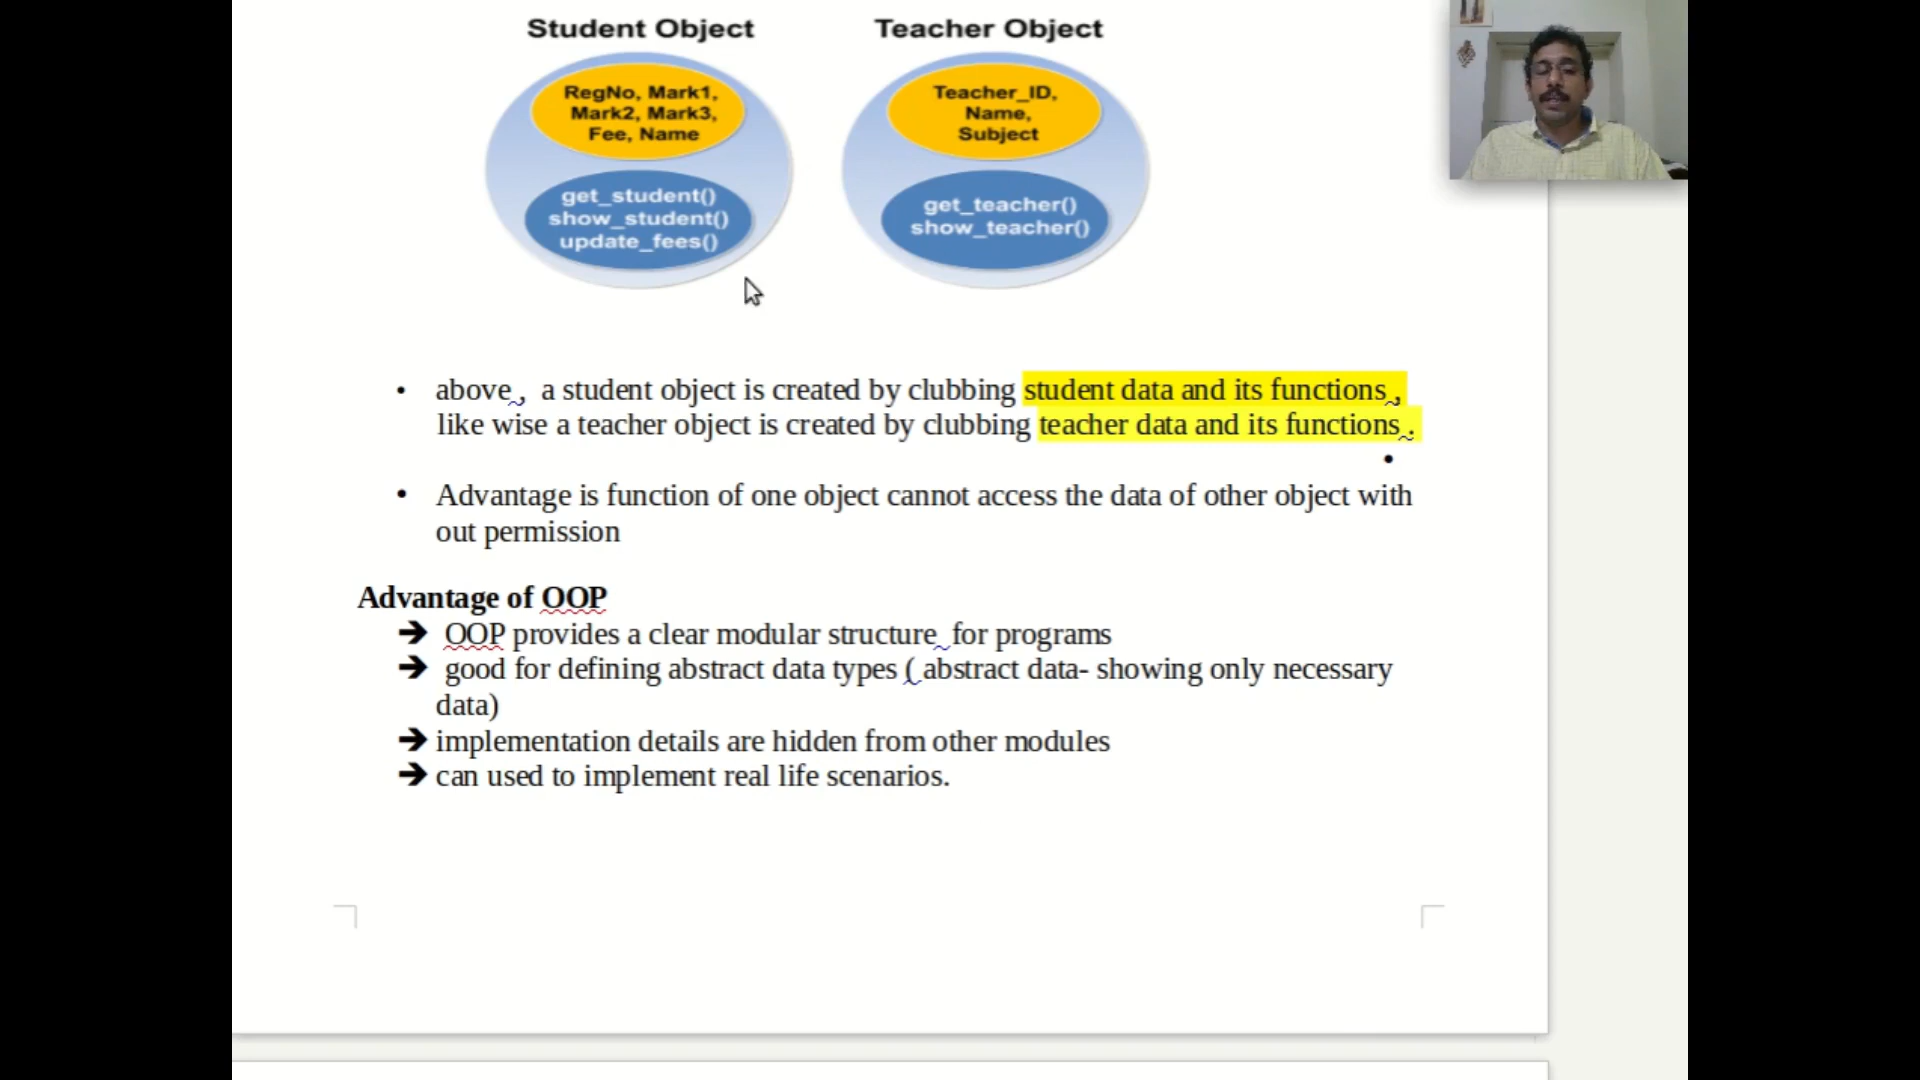 Student Object
Teacher Object
RegNo, Mark1,
Mark2, Mark3,
Fee, Name
get_student()
show_student()
update_fees()
Teacher_ID,
Name,
Subject
get_teacher()
show_teacher()
• above , a student object is created by clubbing student data and its functions ,
like wise a teacher object is created by clubbing teacher data and its functions .
•
• Advantage is function of one object cannot access the data of other object with
out permission
Advantage of OOP
➔ OOP provides a clear modular structure for programs
➔ good for defining abstract data types ( abstract data- showing only necessary
data)
➔ implementation details are hidden from other modules
➔ can used to implement real life scenarios.